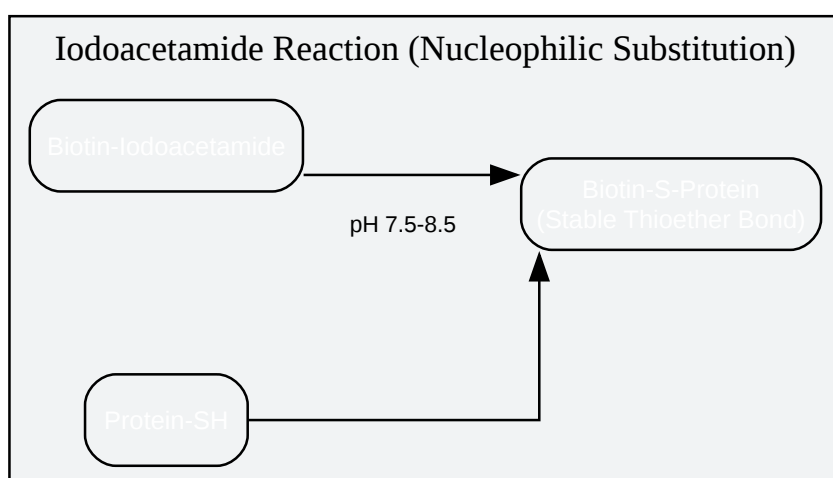 Iodoacetamide Reaction (Nucleophilic Substitution)
Biotin-Iodoacetamide
Biotin-S-Protein
(Stable Thioether Bond)
pH 7.5-8.5
Protein-SH